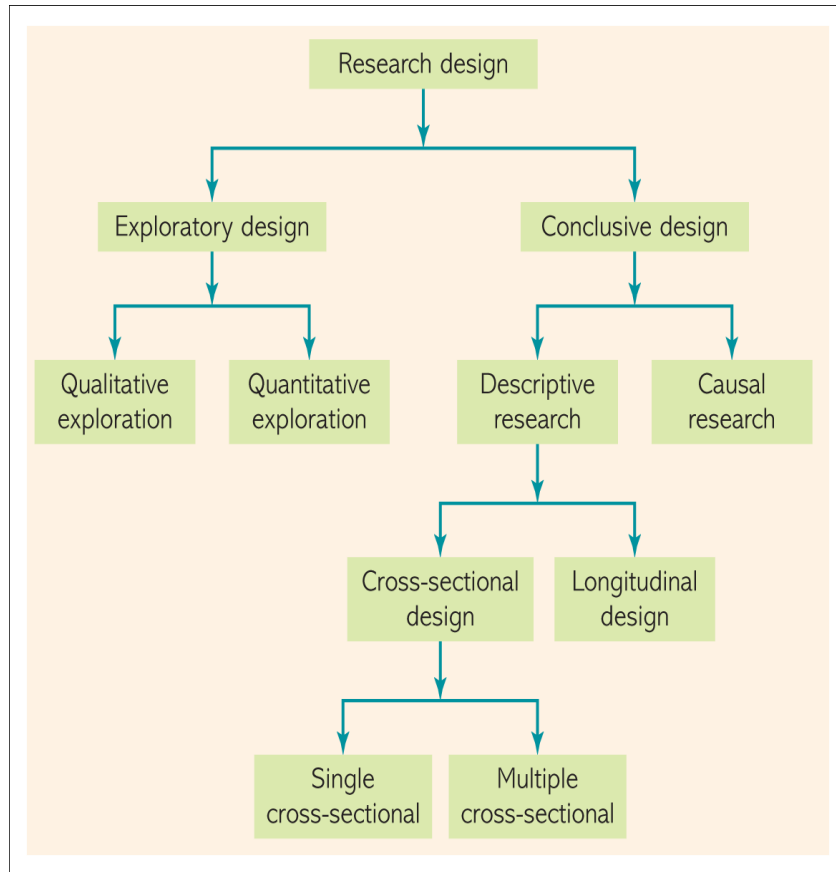 Research design
Exploratory design
Conclusive design
Qualitative
exploration
Quantitative
exploration
Descriptive
research
Causal
research
Cross-sectional
design
Longitudinal
design
Single
cross-sectional
Multiple
cross-sectional